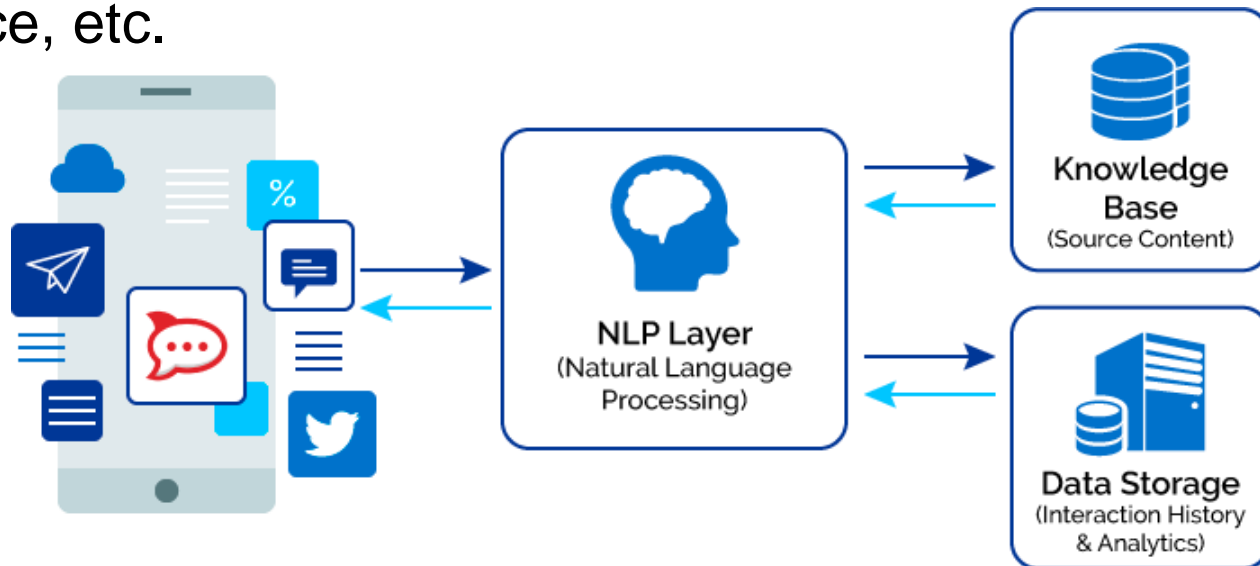 ce, etc.
%
NLP Layer
(Natural Language
Processing)
Knowledge
Base
(Source Content)
Data Storage
(Interaction History
& Analytics)